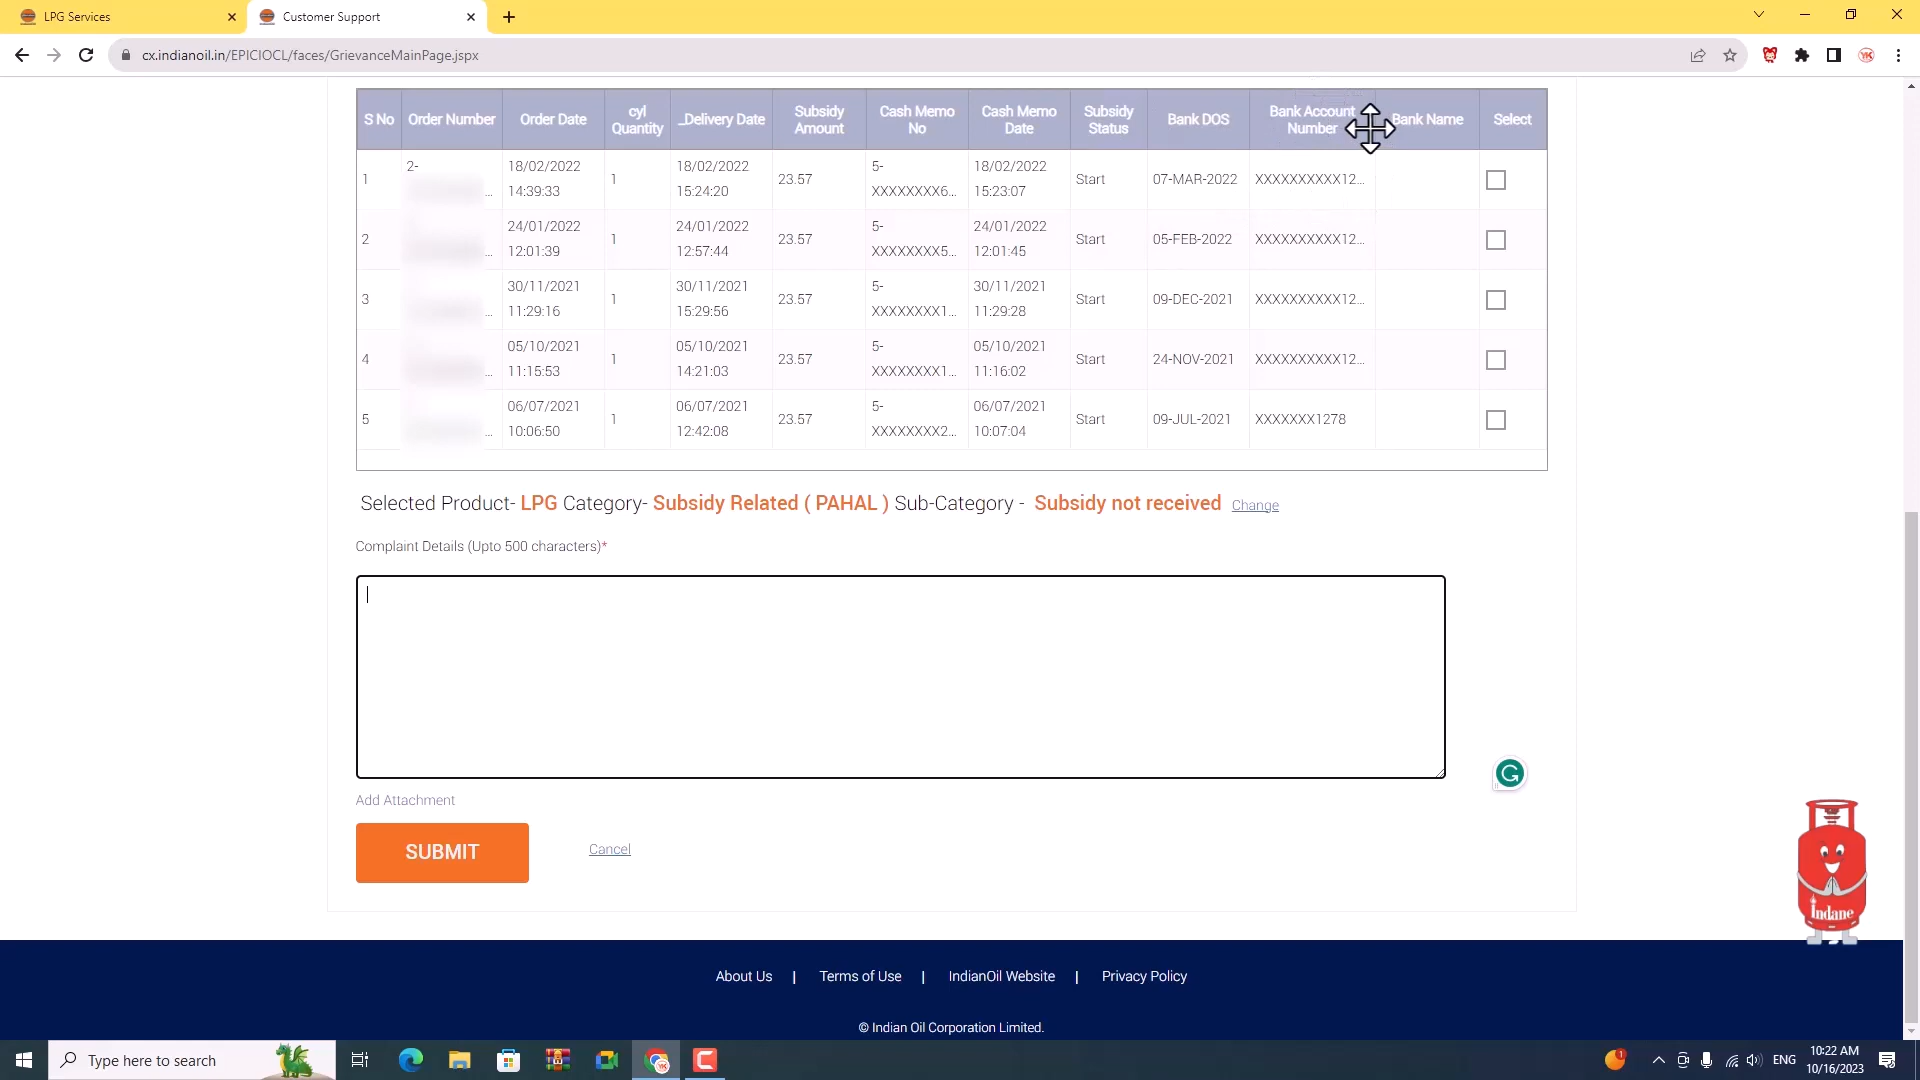 LPG Services
Customer Support
cx.indianoil.in/EPICIOCL/faces/GrievanceMainPage.jspx
S No Order Number Order Date cyl Quantity _Delivery Date Subsidy Amount Cash Memo No Cash Memo Date Subsidy Status Bank DOS Bank Account Number Bank Name Select
1 2- ... 18/02/2022 14:39:33 1 18/02/2022 15:24:20 23.57 5-XXXXXXXX6... 18/02/2022 15:23:07 Start 07-MAR-2022 XXXXXXXXXX12...
2 ... 24/01/2022 12:01:39 1 24/01/2022 12:57:44 23.57 5-XXXXXXXX5... 24/01/2022 12:01:45 Start 05-FEB-2022 XXXXXXXXXX12...
3 ... 30/11/2021 11:29:16 1 30/11/2021 15:29:56 23.57 5-XXXXXXXX1... 30/11/2021 11:29:28 Start 09-DEC-2021 XXXXXXXXXX12...
4 ... 05/10/2021 11:15:53 1 05/10/2021 14:21:03 23.57 5-XXXXXXXX1... 05/10/2021 11:16:02 Start 24-NOV-2021 XXXXXXXXXX12...
5 ... 06/07/2021 10:06:50 1 06/07/2021 12:42:08 23.57 5-XXXXXXXX2... 06/07/2021 10:07:04 Start 09-JUL-2021 XXXXXXX1278
Selected Product- LPG Category- Subsidy Related ( PAHAL ) Sub-Category - Subsidy not received Change
Complaint Details (Upto 500 characters)*
Add Attachment
SUBMIT Cancel
Indane
About Us | Terms of Use | IndianOil Website | Privacy Policy
© Indian Oil Corporation Limited.
Type here to search
ENG
10:22 AM
10/16/2023